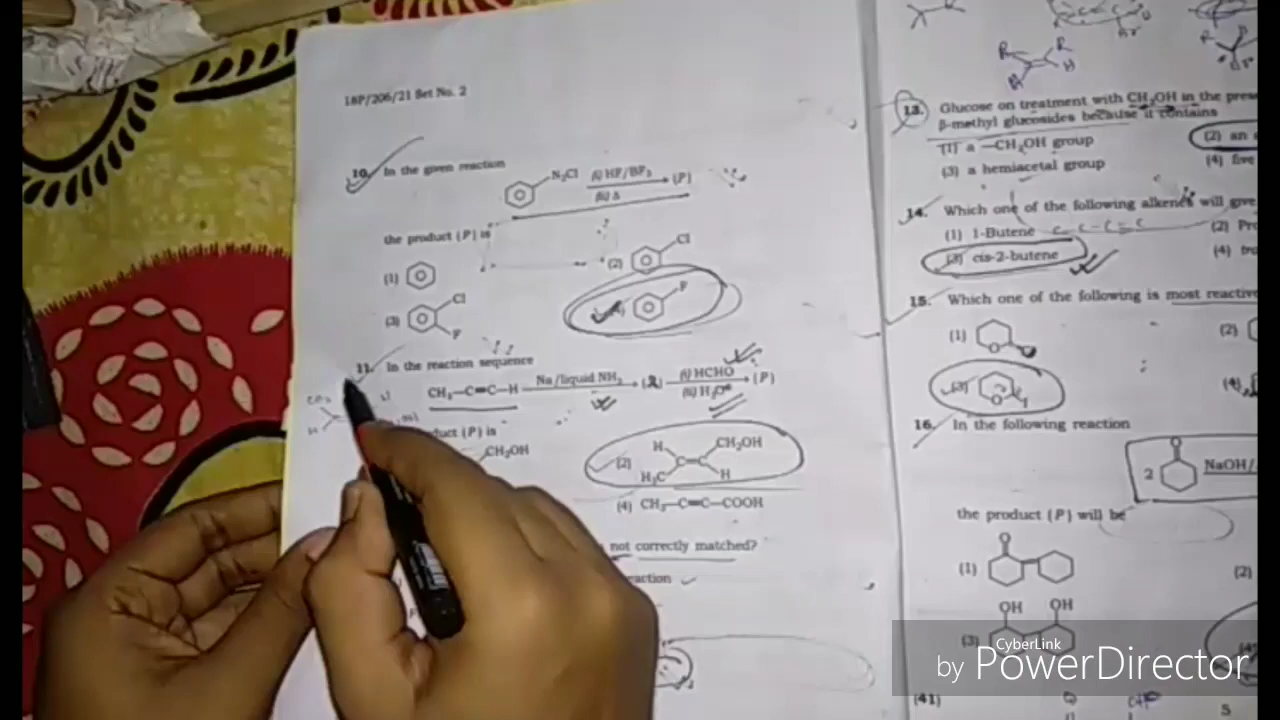 18P/206/21 Set No. 2
10. In the given reaction
N₂Cl (i) HF/BF₃ (P)
(ii) Δ
the product (P) is
(1)
(2) Cl
(3) Cl
F
F
11. In the reaction sequence
CH₃—C≡C—H Na/liquid NH₃ (i) HCHO (P)
(ii) H₂O
duct (P) is
CH₂OH
(2) H CH₂OH
H₃C H
(4) CH₃—C≡C—COOH
not correctly matched?
eaction
13. Glucose on treatment with CH₃OH in the pres
β-methyl glucosides because it contains
(1) a —CH₂OH group
(2) an
(3) a hemiacetal group
(4) five
14. Which one of the following alkenes will give
(1) 1-Butene
(2) Pr
(3) cis-2-butene
(4) tr
15. Which one of the following is most reactive
(1) O
(2)
(3) O
(4)
16. In the following reaction
2 O NaOH/
the product (P) will be
(1) O
(2)
(3) OH OH
(41)
5
CyberLink
by PowerDirector